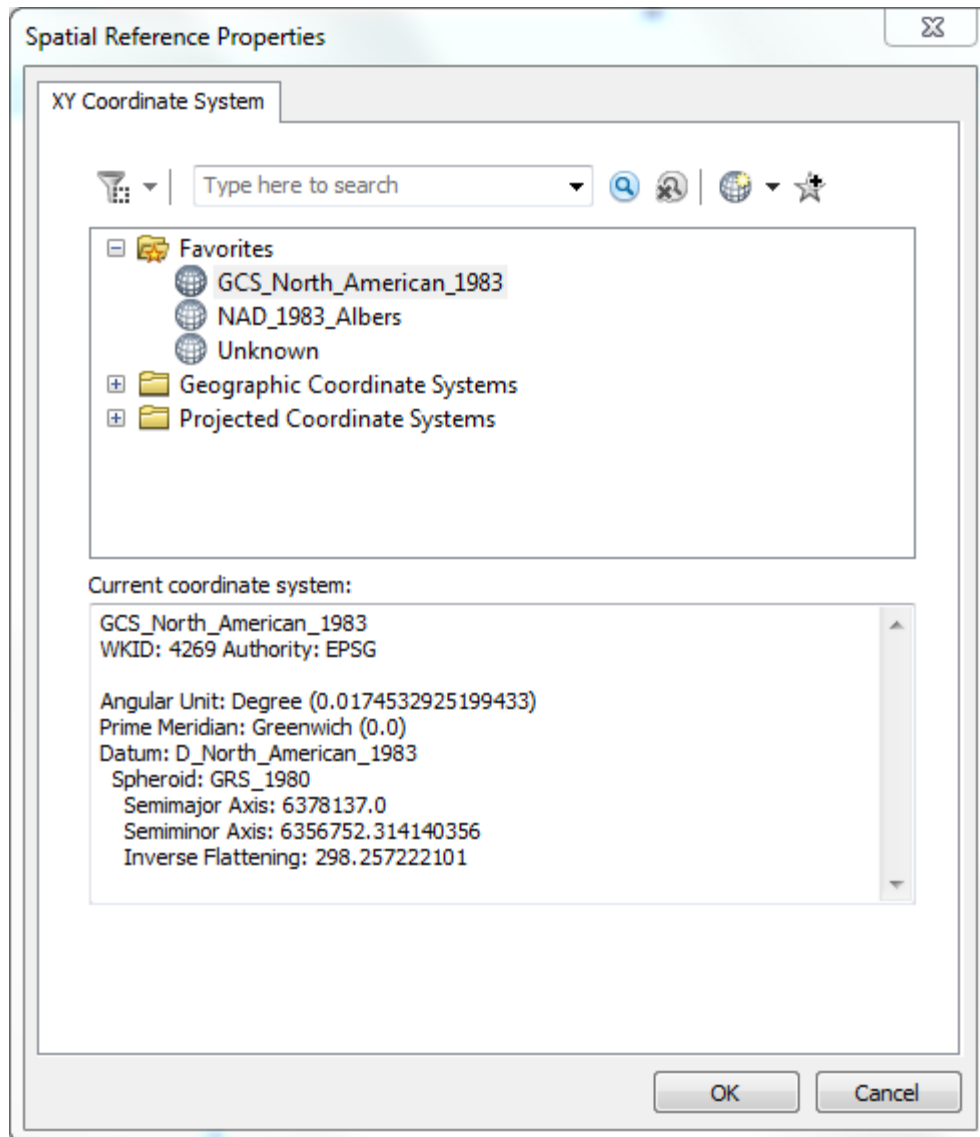 Spatial Reference Properties
XY Coordinate System
Type here to search
Favorites
GCS_North_American_1983
NAD_1983_Albers
Unknown
Geographic Coordinate Systems
Projected Coordinate Systems
Current coordinate system:
GCS_North_American_1983
WKID: 4269 Authority: EPSG
Angular Unit: Degree (0.0174532925199433)
Prime Meridian: Greenwich (0.0)
Datum: D_North_American_1983
Spheroid: GRS_1980
Semimajor Axis: 6378137.0
Semiminor Axis: 6356752.314140356
Inverse Flattening: 298.257222101
OK Cancel